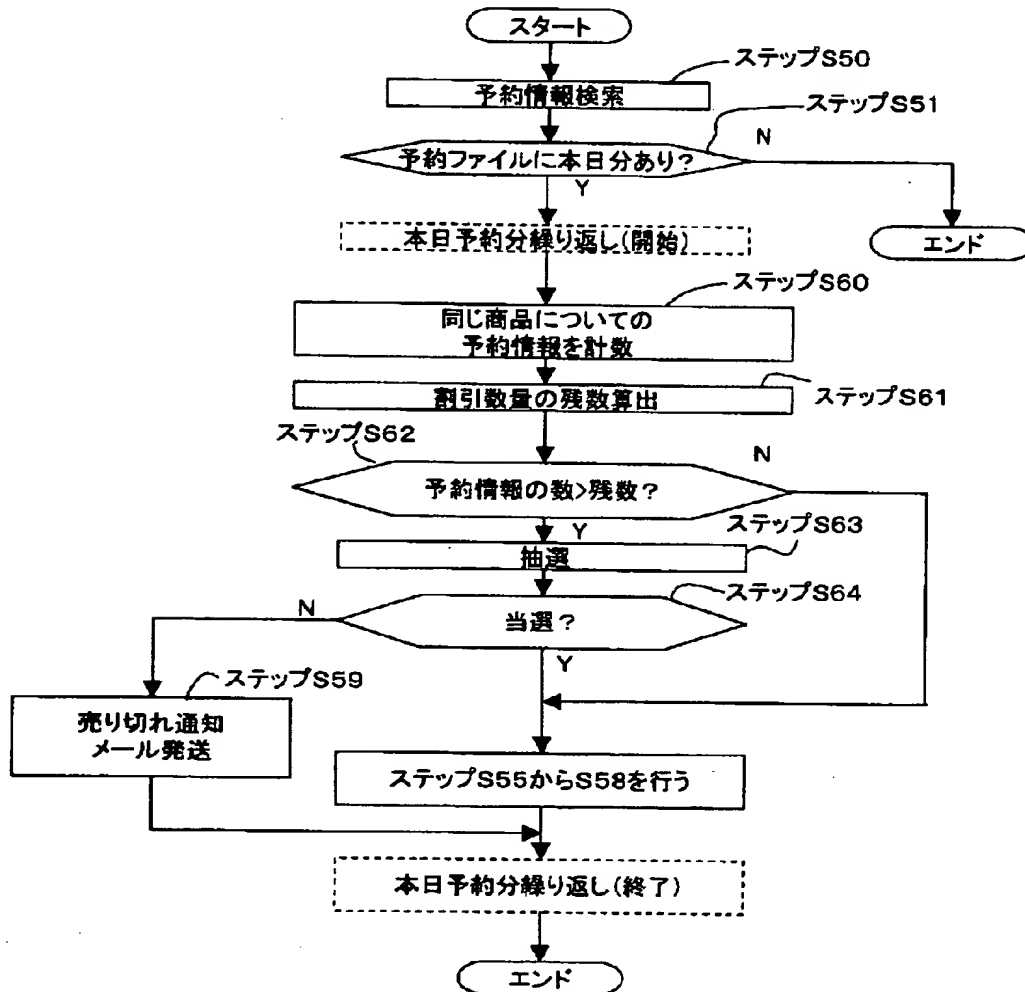 スタート
ステップS50
予約情報検索
ステップS51
予約ファイルに本日分あり？
N
Y
本日予約分繰り返し(開始)
エンド
ステップS60
同じ商品についての
予約情報を計数
割引数量の残数算出
ステップS61
ステップS62
N
予約情報の数>残数？
Y
ステップS63
抽選
ステップS64
N
当選？
Y
ステップS59
売り切れ通知
メール発送
ステップS55からS58を行う
本日予約分繰り返し(終了)
エンド